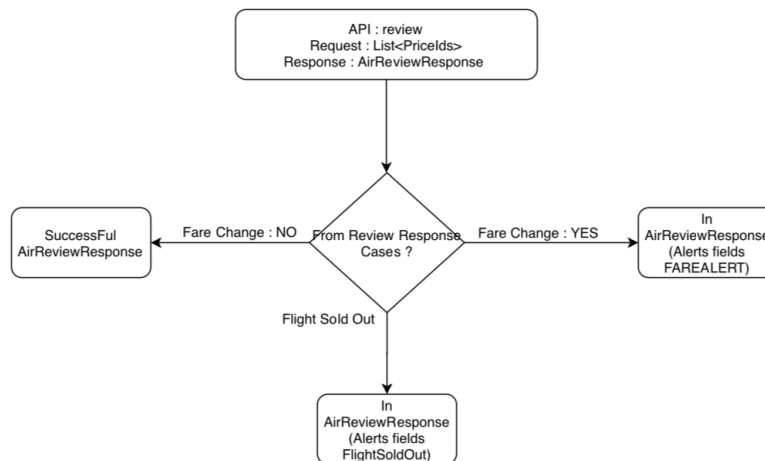 API : review
Request : List<PriceIds>
Response : AirReviewResponse
SuccessFul
AirReviewResponse
Fare Change : NO
From Review Response
Cases ?
Fare Change : YES
In
AirReviewResponse
(Alerts fields
FAREALERT)
Flight Sold Out
In
AirReviewResponse
(Alerts fields
FlightSoldOut)